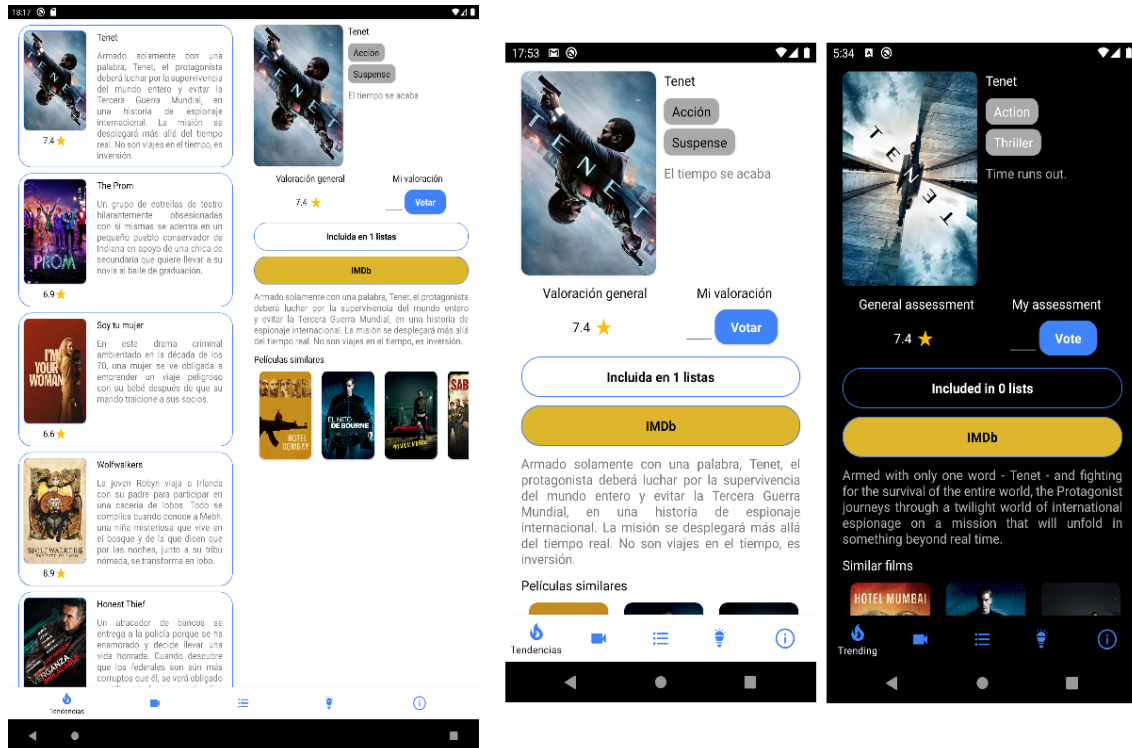 18:17
Tenet
Armado solamente con una
palabra, Tenet, el protagonista
deberá luchar por la superivencia
del mundo entero y evitar la
Tercera Guerra Mundial, en
una historia de espionaje
internacional. La misión se
desplegará más allá del tiempo
real. No son viajes en el tiempo, es
inversión.
TENET
7.4
The Prom
Un grupo de estrellas de teatro
hilarantemente obsesionadas
con si mismas se adentra en un
pequeño pueblo conservador de
Indiana en apoyo de una chica de
secundaria que quiere llevar a su
novia al baile de graduación.
PROM
6.9
Soy tu mujer
En este drama criminal
ambientado en la década de los
70, una mujer se ve obligada a
emprender un viaje peligroso
con su bebé después de que su
marido traicione a sus socios
I'M
YOUR
WOMAN
6.6
Wolfwalkers
La joven Robyn viaja a Irlanda
con su padre para participar en
una caceria de lobos. Todo se
complica cuando conoce a Mebh,
una niña misteriosa que vive en
el bosque y de la que dicen que
por las noches, junto a su tribu
nómada, se transforma en lobo.
WOLFWALKERS
8.9
Honest Thief
Un atracador de bancos se
entrega a la policía porque se ha
enamorado y decide llevar una
vida honrada. Cuando descubre
que los federales son aún más
corruptos que él, se verá obligado
VENGANZA
IMPLACABLE
TENET
Tenet
Acción
Suspense
El tiempo se acaba
Valoración general
Mi valoración
7.4
Votar
Incluida en 1 listas
IMDb
Armado solamente con una palabra, Tenet, el protagonista
deberá luchar por la supervivencia del mundo entero
y evitar la Tercera Guerra Mundial, en una historia de
espionaje internacional. La misión se desplegará más allá
del tiempo real. No son viajes en el tiempo, es inversión.
Películas similares
HOTEL
BOMBAY
EL MITO
DE BOURNE
SAB
Tendencias
17:53
TENET
Tenet
Acción
Suspense
El tiempo se acaba
Valoración general
Mi valoración
7.4
Votar
Incluida en 1 listas
IMDb
Armado solamente con una palabra, Tenet, el
protagonista deberá luchar por la supervivencia
del mundo entero y evitar la Tercera Guerra
Mundial, en una historia de espionaje
internacional. La misión se desplegará más allá
del tiempo real. No son viajes en el tiempo, es
inversión.
Películas similares
Tendencias
5:34
TENET
Tenet
Action
Thriller
Time runs out.
General assessment
My assessment
7.4
Vote
Included in 0 lists
IMDb
Armed with only one word - Tenet - and fighting
for the survival of the entire world, the Protagonist
journeys through a twilight world of international
espionage on a mission that will unfold in
something beyond real time.
Similar films
HOTEL MUMBAI
Trending